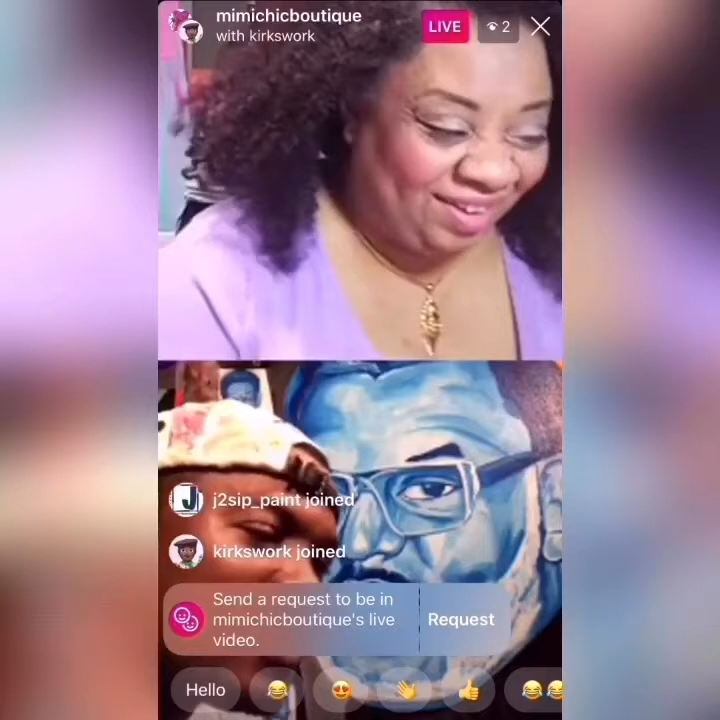 mimichicboutique
with kirkswork
LIVE
2
j2sip_paint joined
kirkswork joined
Send a request to be in
mimichicboutique's live
video.
Request
Hello